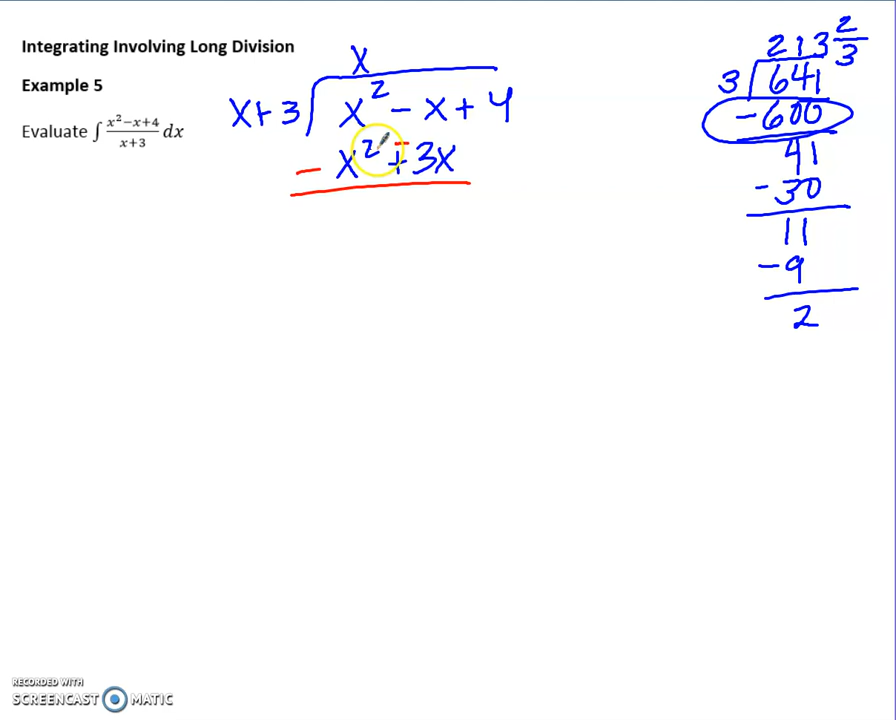 Integrating Involving Long Division
Example 5
Evaluate ∫ (x²−x+4)/(x+3) dx
x
x+3 ) x² − x + 4
− x² + 3x
213 2/3
3 ) 641
−600
41
−30
11
−9
2
RECORDED WITH
SCREENCAST MATIC